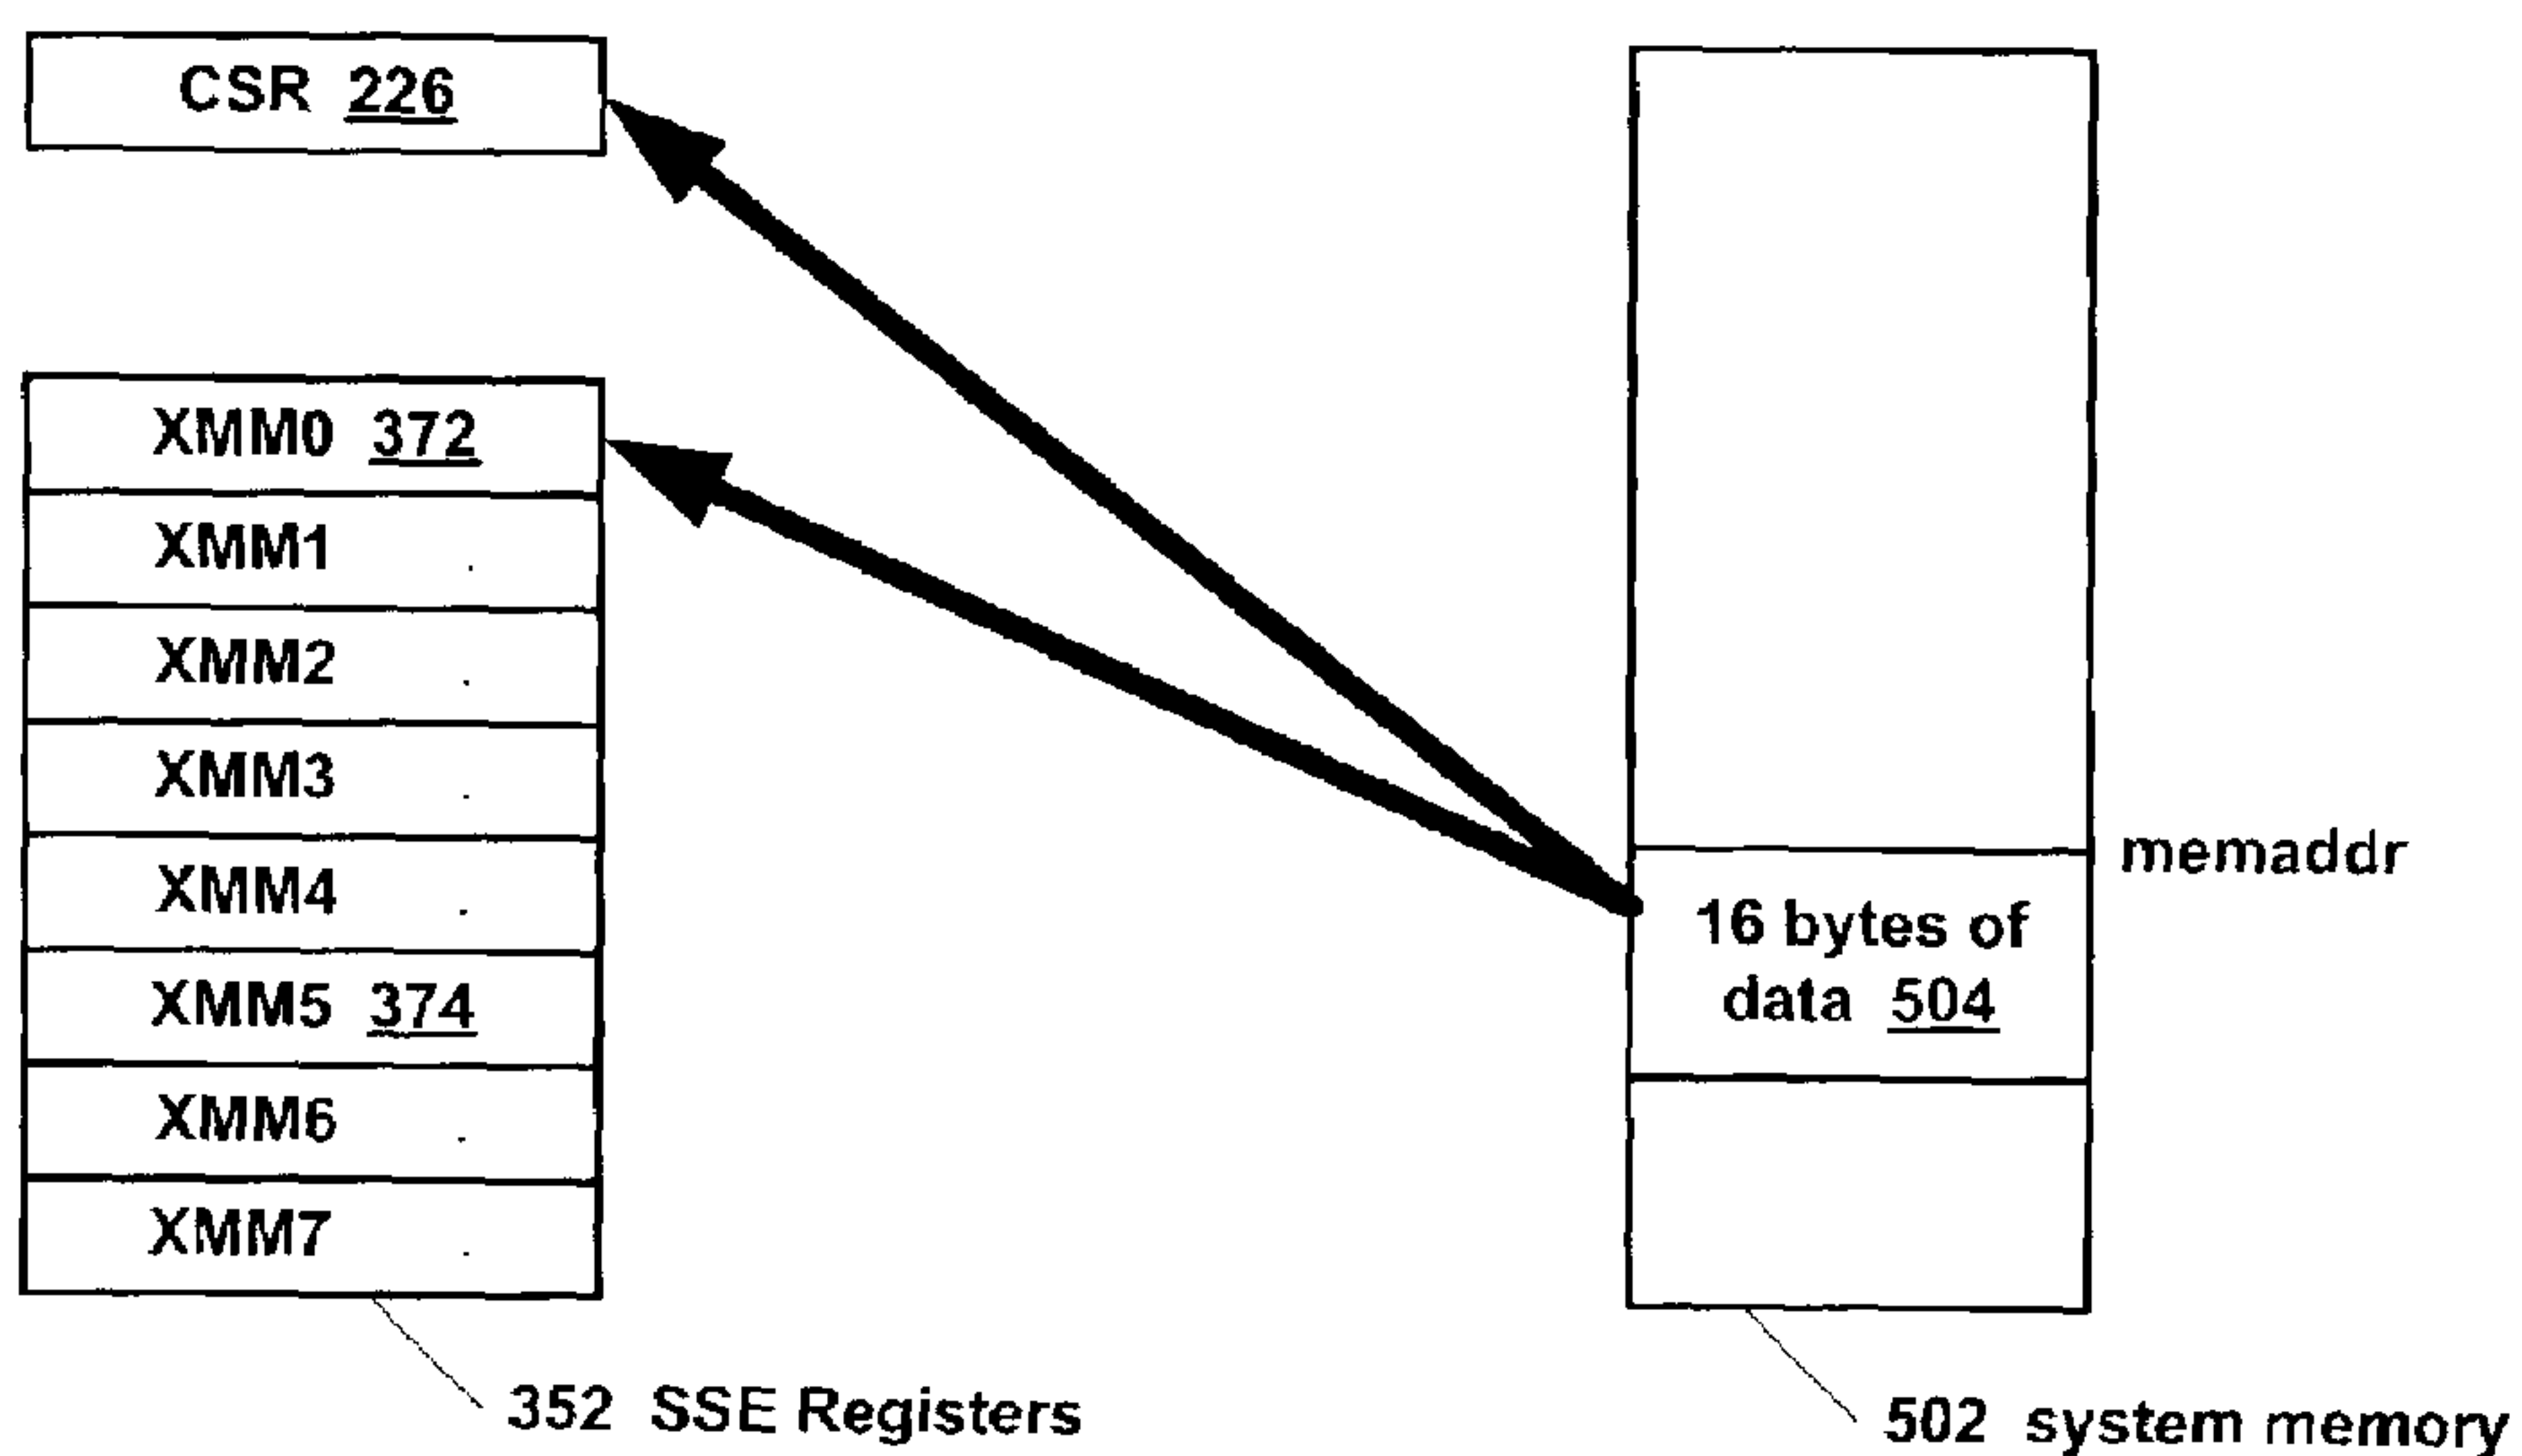 CSR 226
XMM0 372
XMM1
XMM2
XMM3
XMM4
XMM5 374
XMM6
XMM7
352 SSE Registers
memaddr
16 bytes of
data 504
502 system memory